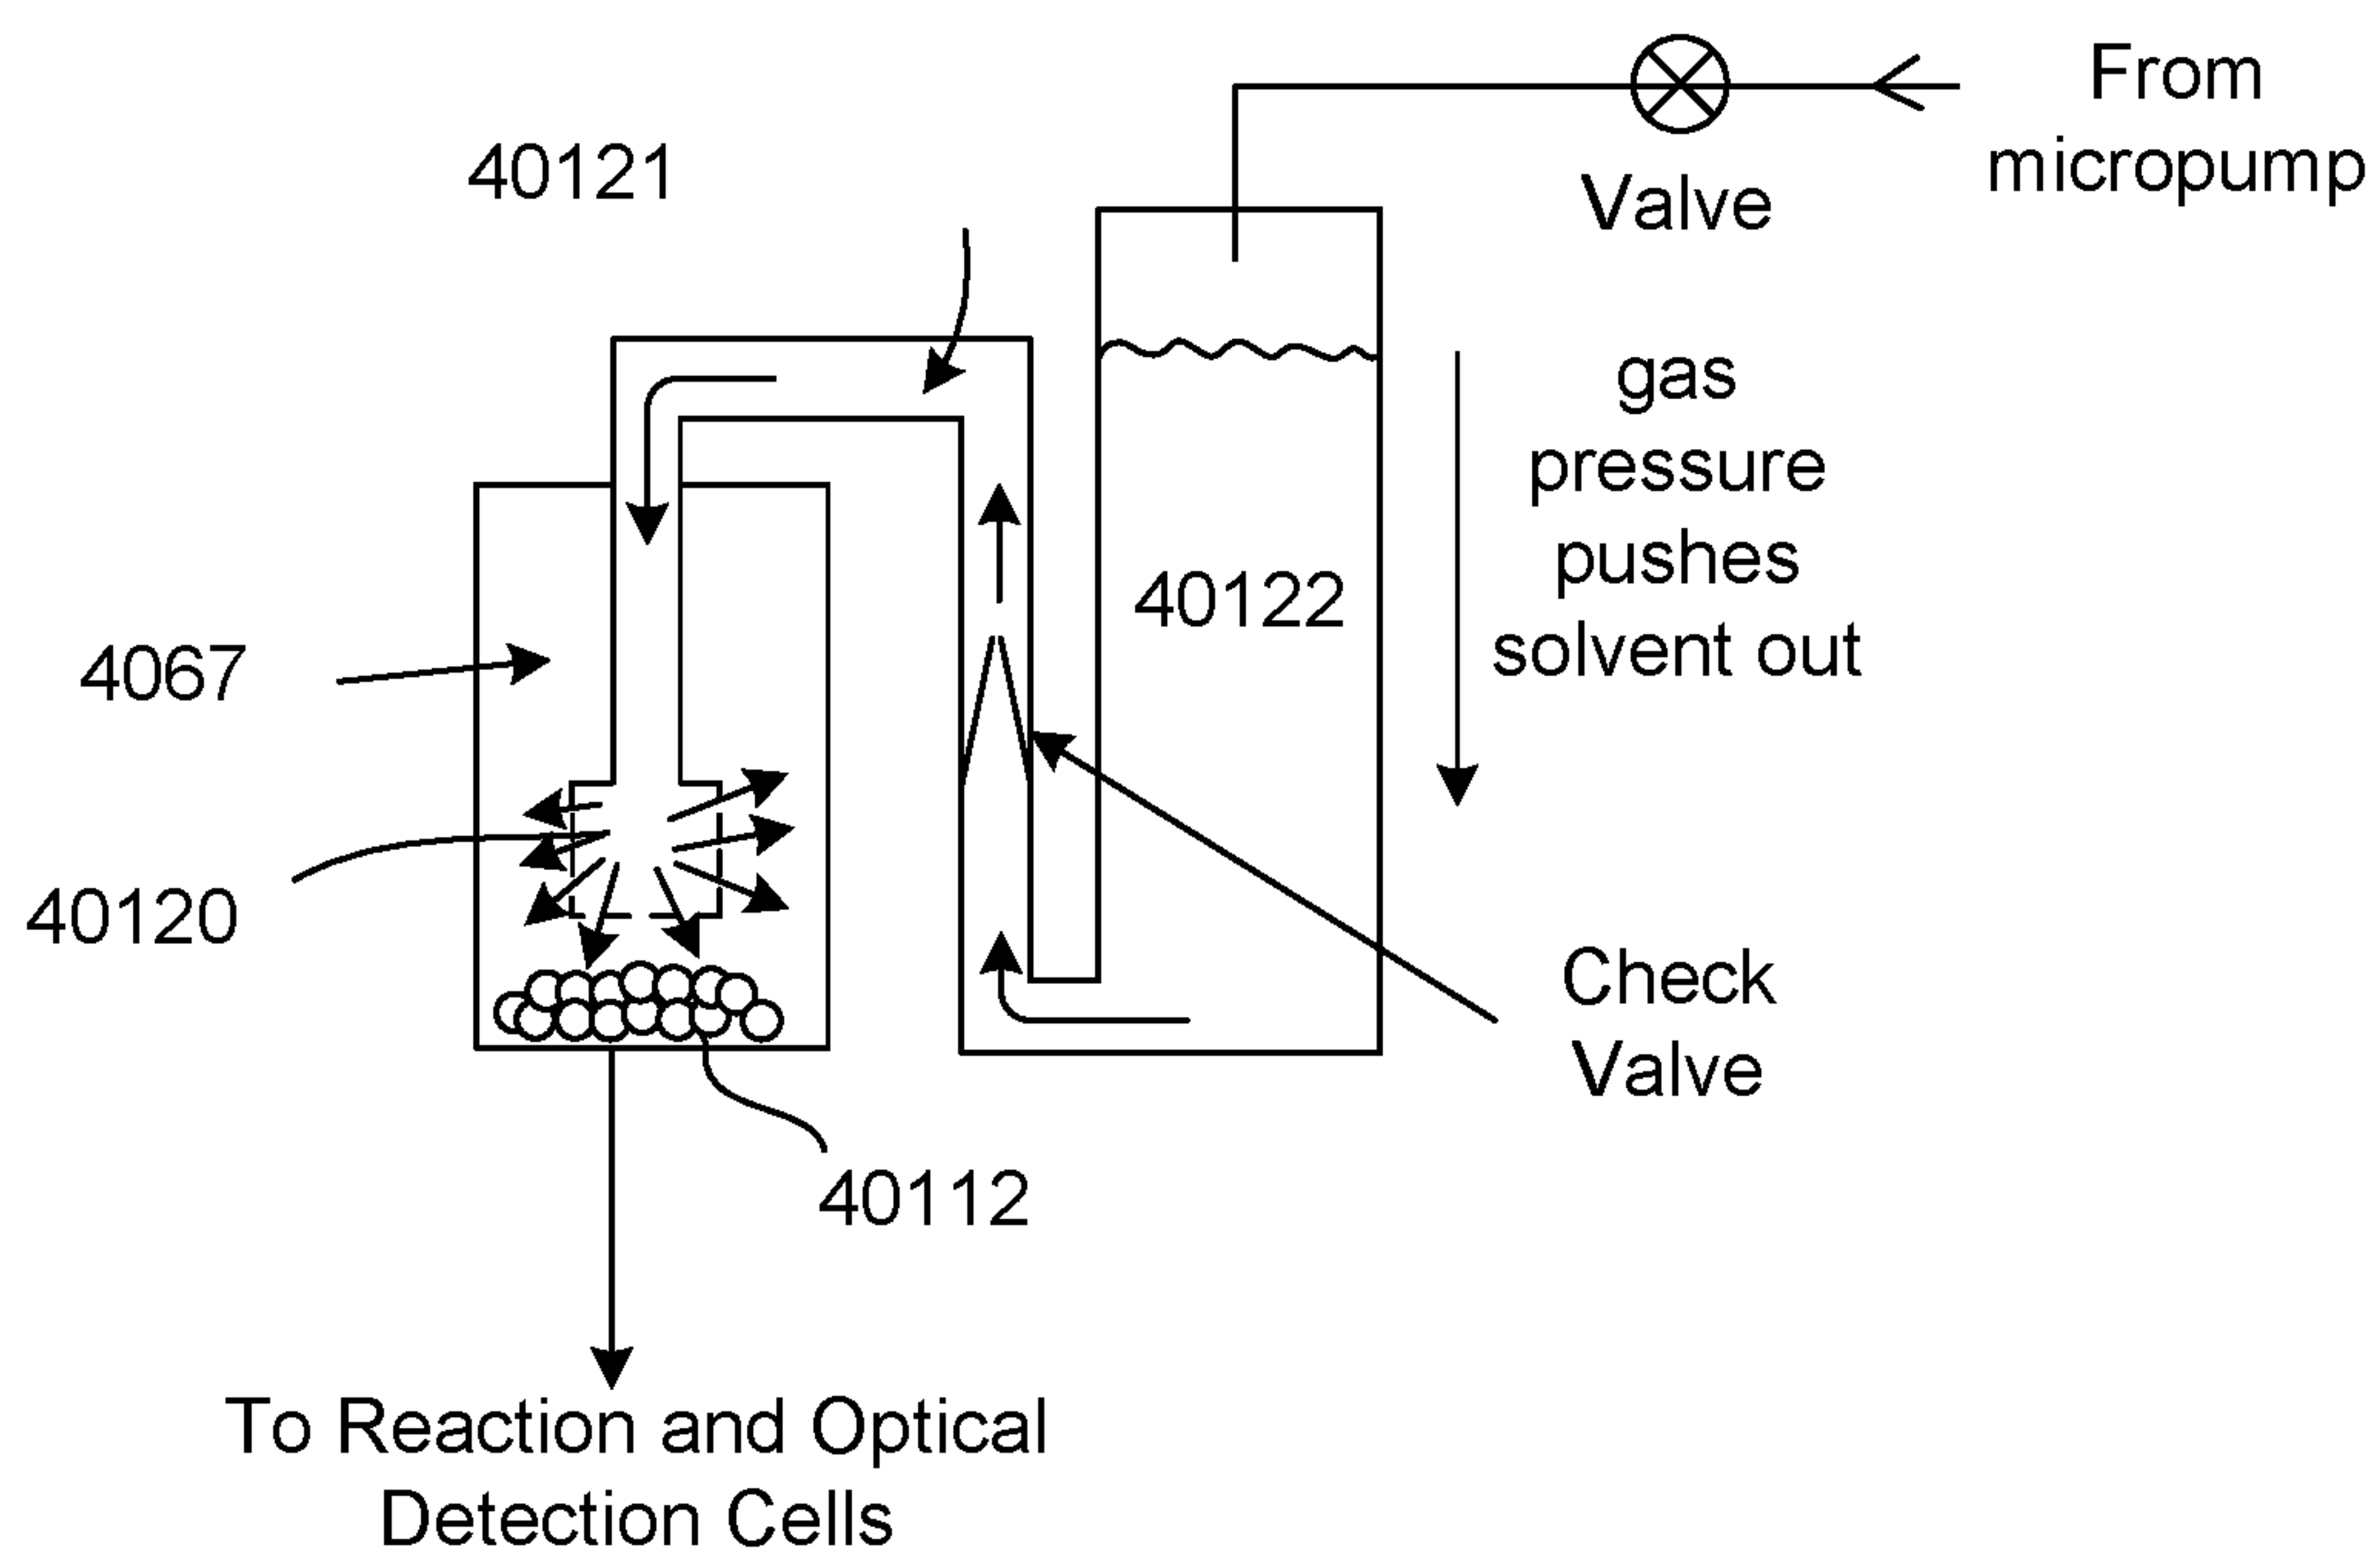 From
micropump
Valve
40121
gas
pressure
pushes
solvent out
40122
4067
40120
Check
Valve
40112
To Reaction and Optical
Detection Cells